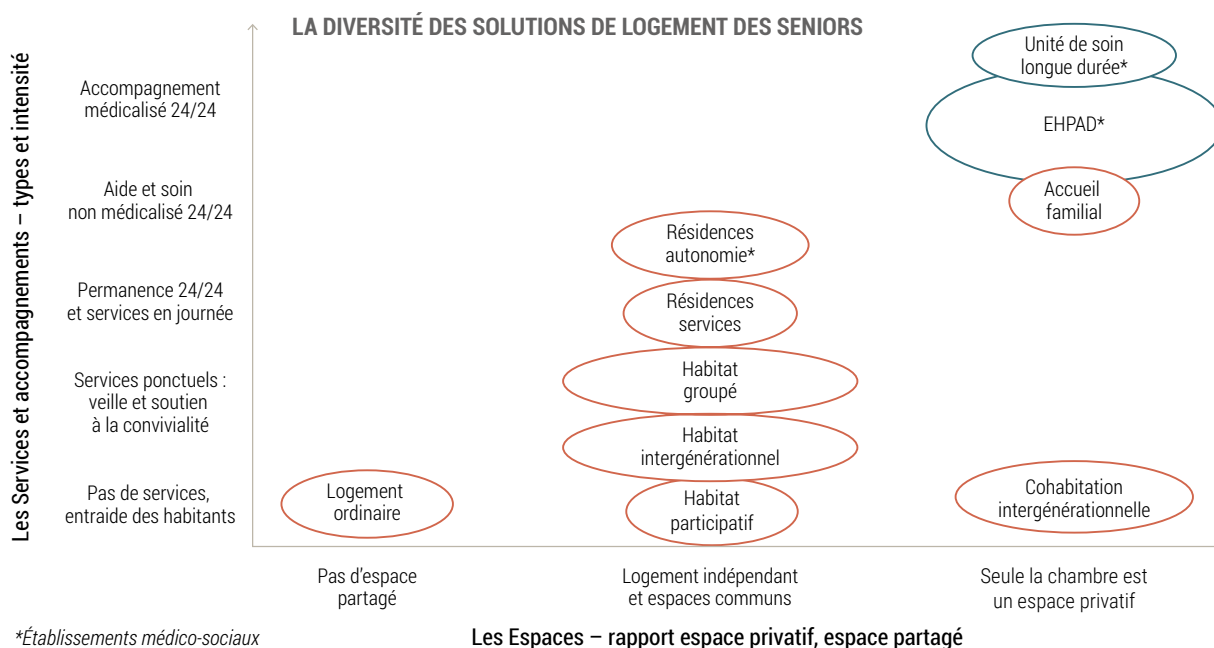 LA DIVERSITÉ DES SOLUTIONS DE LOGEMENT DES SENIORS
Les Services et accompagnements – types et intensité
Accompagnement
médicalisé 24/24
Aide et soin
non médicalisé 24/24
Permanence 24/24
et services en journée
Services ponctuels :
veille et soutien
à la convivialité
Pas de services,
entraide des habitants
Unité de soin
longue durée*
EHPAD*
Accueil
familial
Résidences
autonomie*
Résidences
services
Habitat
groupé
Habitat
intergénérationnel
Logement
ordinaire
Habitat
participatif
Cohabitation
intergénérationnelle
Pas d’espace
partagé
Logement indépendant
et espaces communs
Seule la chambre est
un espace privatif
*Établissements médico-sociaux
Les Espaces – rapport espace privatif, espace partagé